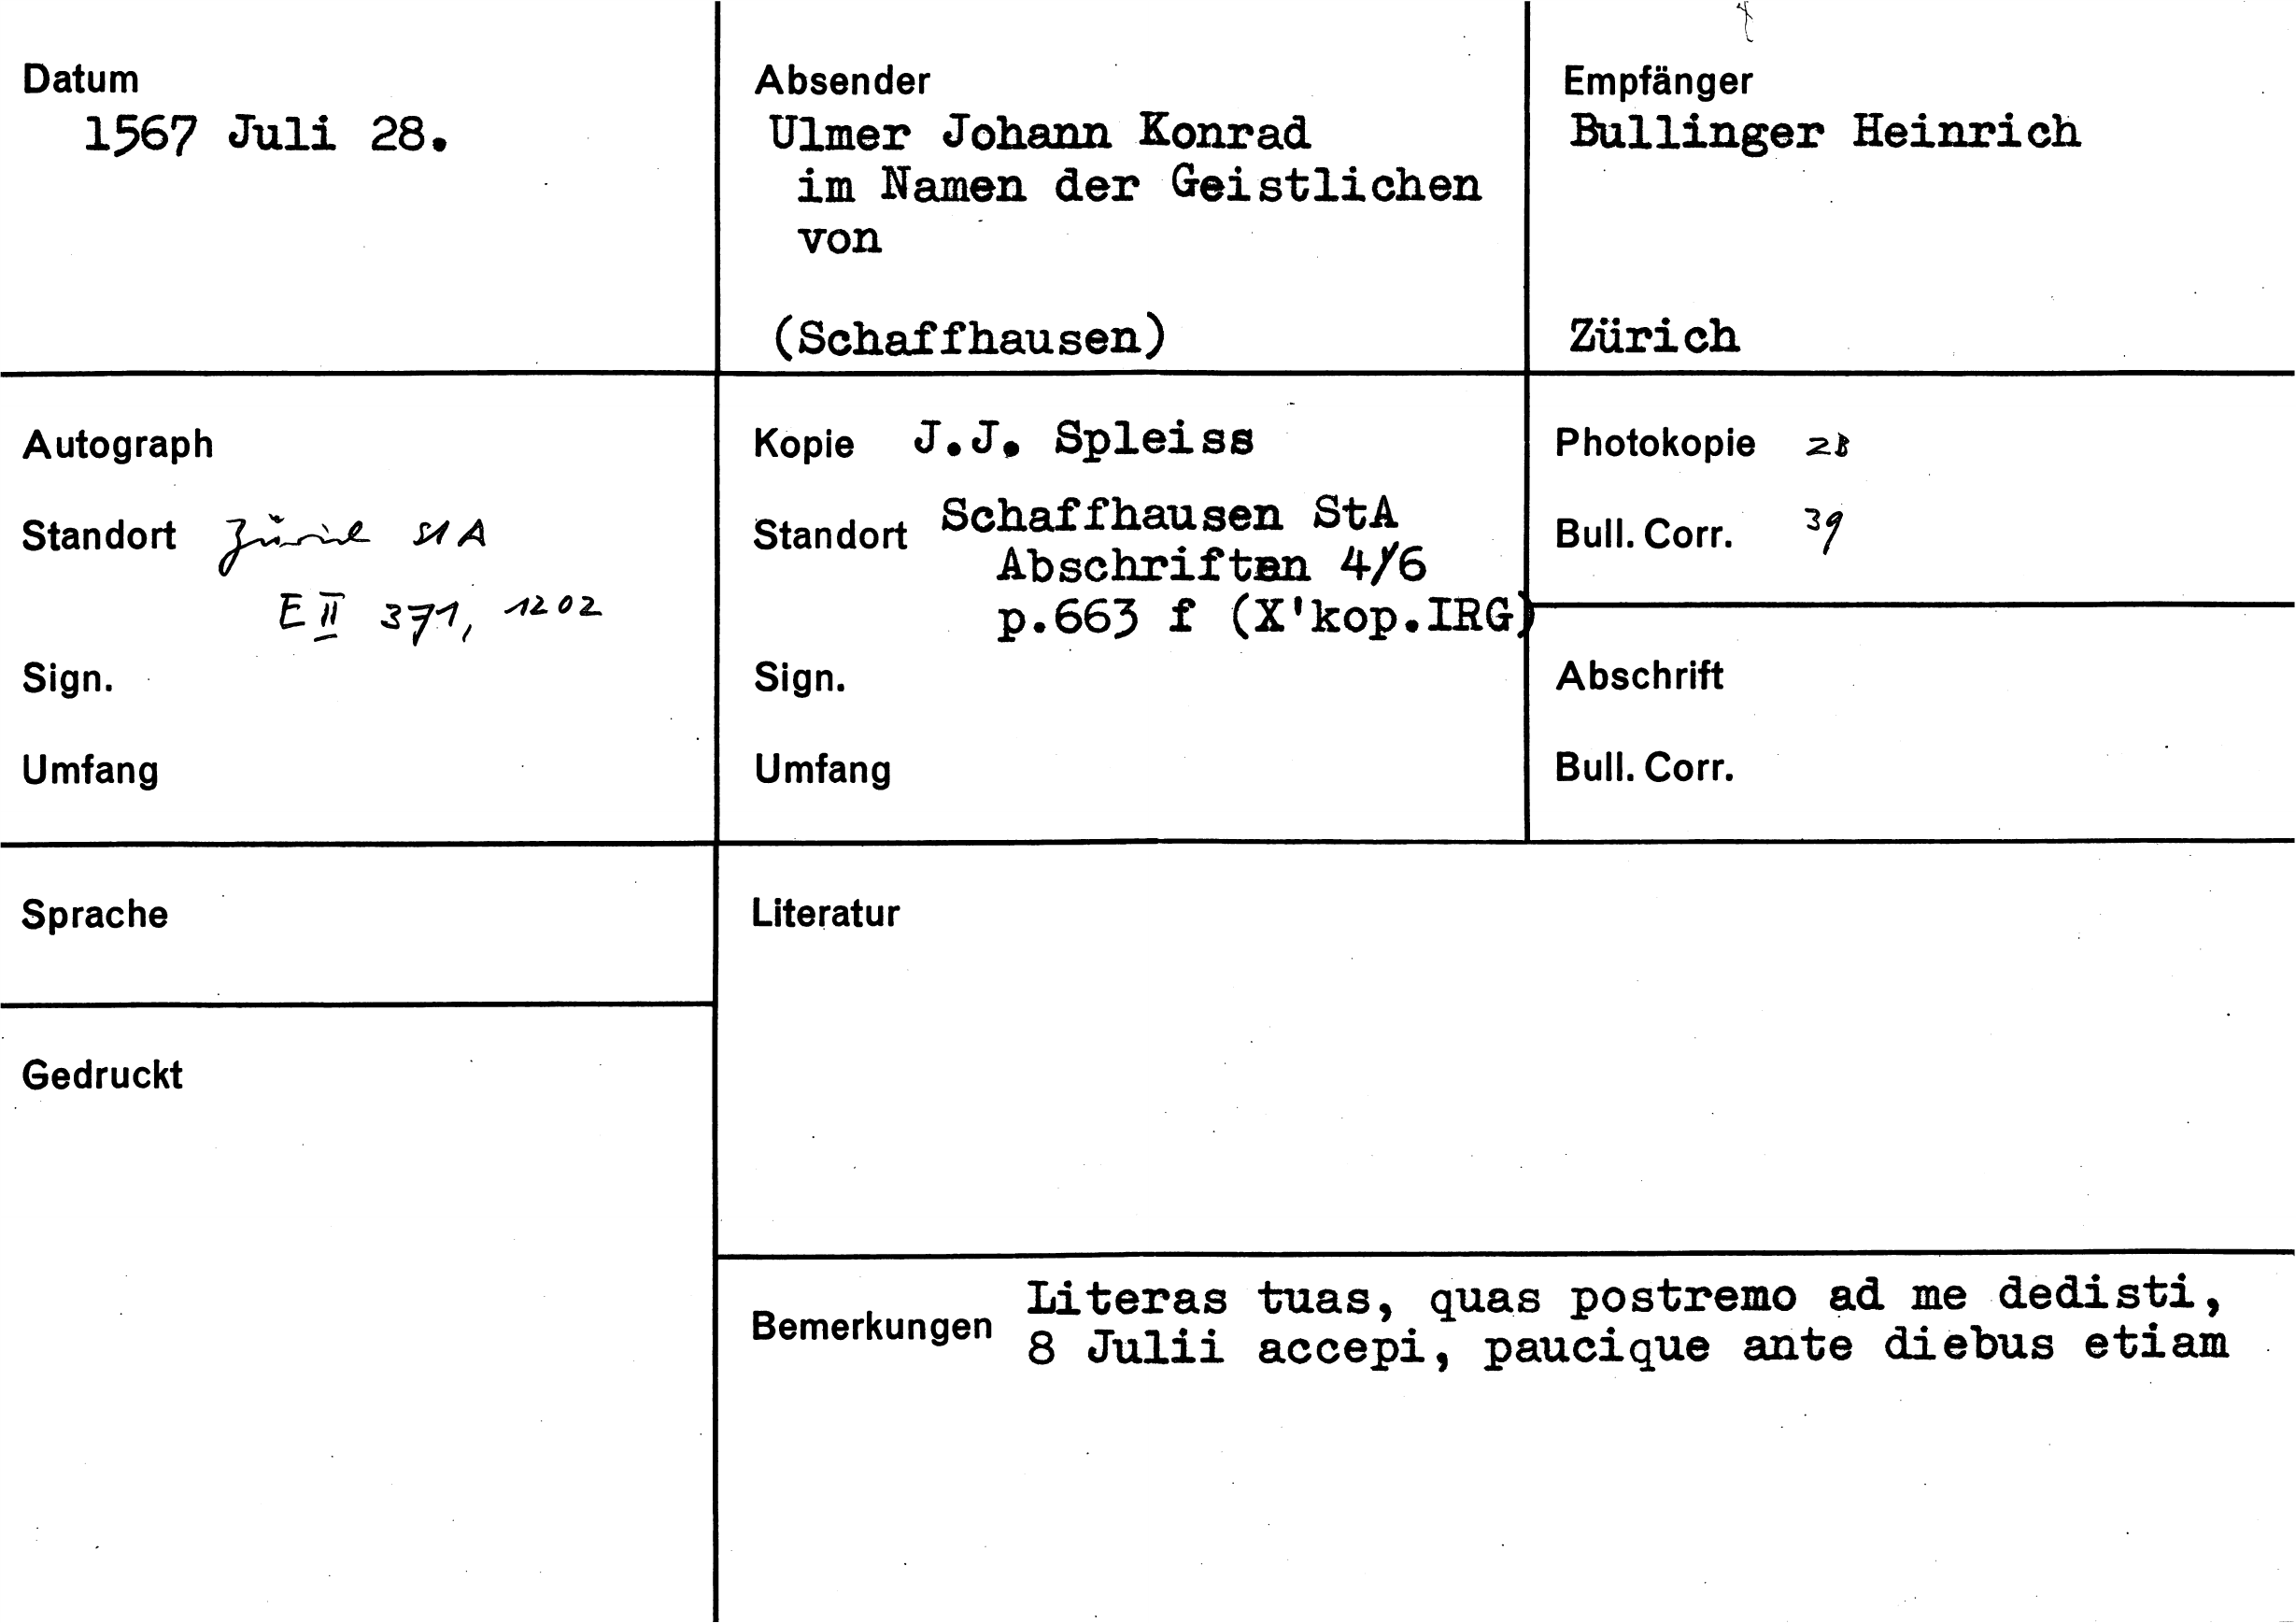 Datum
1567 Juli 28.
Absender
Ulmer Johann Konrad
im Namen der Geistlichen
von
(Schaffhausen)
Empfänger
Bullinger Heinrich
Zürich
Autograph
Standort Zürich StA
E II 371, 1202
Sign.
Umfang
Kopie J.J. Spleiss
Standort Schaffhausen StA
Abschriften 4/6
p.663 f (X'kop.IRG)
Sign.
Umfang
Photokopie ZB
Bull. Corr. 39
Abschrift
Bull. Corr.
Sprache
Literatur
Gedruckt
Bemerkungen Literas tuas, quas postremo ad me dedisti,
8 Julii accepi, paucique ante diebus etiam